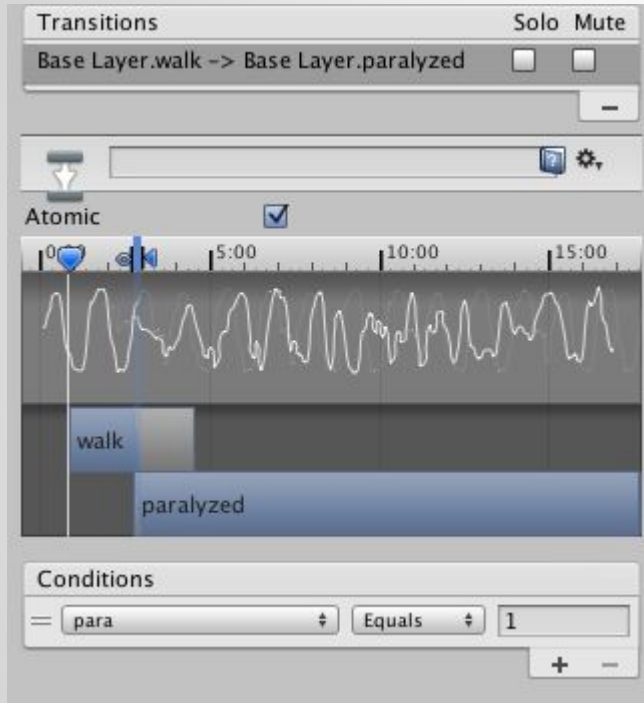 Transitions Solo Mute
Base Layer.walk -> Base Layer.paralyzed
Atomic
5:00 10:00 15:00
walk
paralyzed
Conditions
para Equals 1